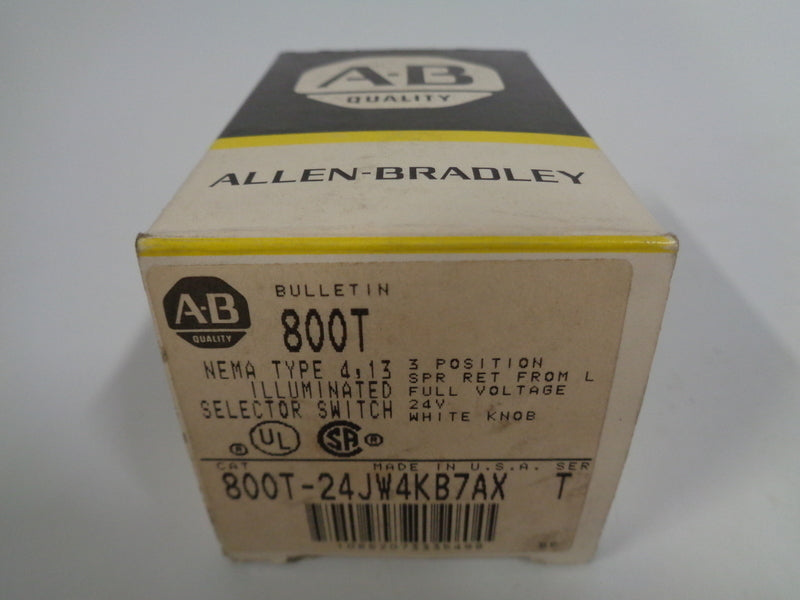 A-B
QUALITY
ALLEN-BRADLEY
A-B
QUALITY
BULLETIN
800T
NEMA TYPE 4,13
ILLUMINATED
SELECTOR SWITCH
3 POSITION
SPR RET FROM L
FULL VOLTAGE
24V
WHITE KNOB
® UL SA ®
CAT MADE IN U.S.A. SER
800T-24JW4KB7AX T